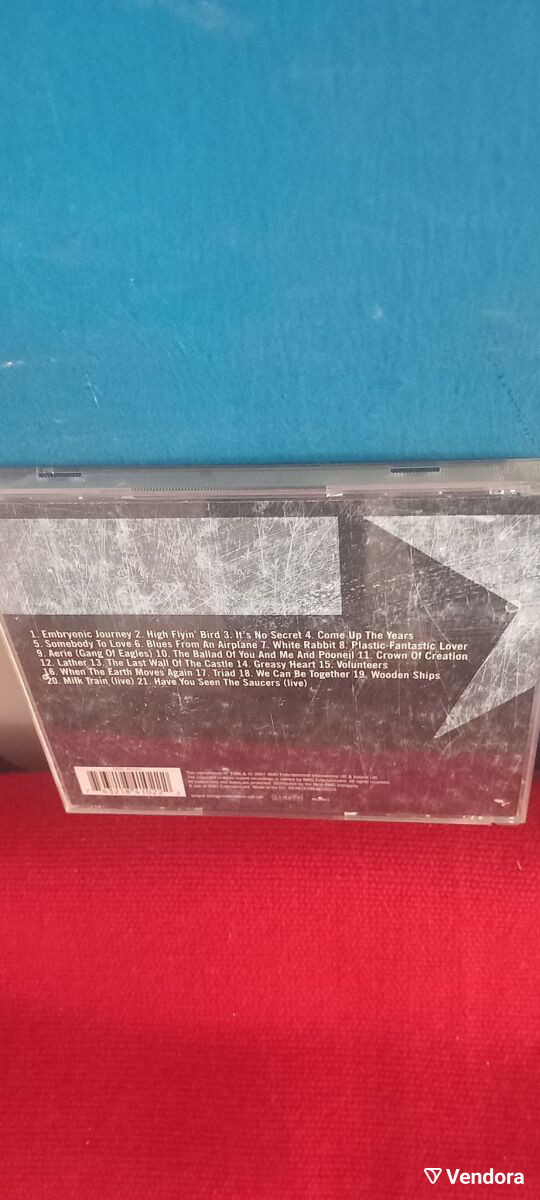 1. Embryonic Journey 2. High Flyin' Bird 3. It's No Secret 4. Come Up The Years
5. Somebody To Love 6. Blues From An Airplane 7. White Rabbit 8. Plastic Fantastic Lover
9. Aerie (Gang Of Eagles) 10. The Ballad Of You And Me And Pooneil 11. Crown Of Creation
12. Lather 13. The Last Wall Of The Castle 14. Greasy Heart 15. Volunteers
16. When The Earth Moves Again 17. Triad 18. We Can Be Together 19. Wooden Ships
20. Milk Train (live) 21. Have You Seen The Saucers (live)
Vendora